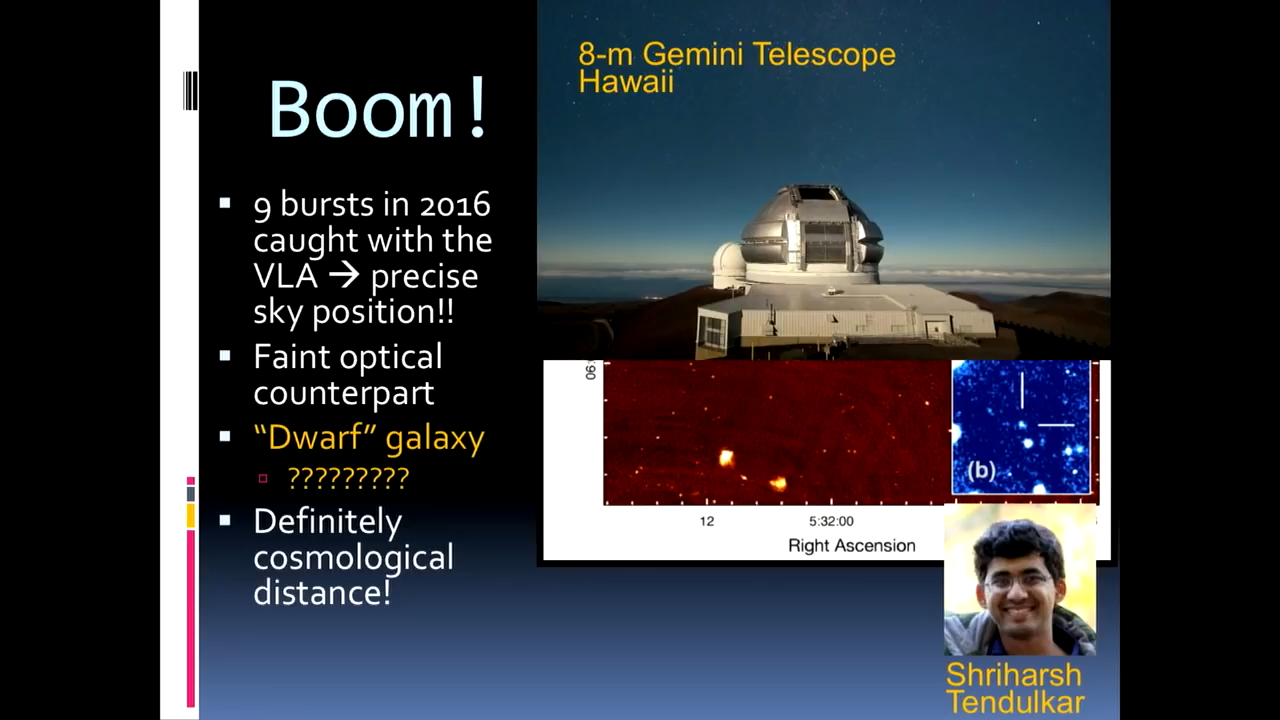 Boom!
▪ 9 bursts in 2016
caught with the
VLA → precise
sky position!!
▪ Faint optical
counterpart
▪ “Dwarf” galaxy
▫ ?????????
▪ Definitely
cosmological
distance!
8-m Gemini Telescope
Hawaii
(b)
12
5:32:00
Right Ascension
Shriharsh
Tendulkar